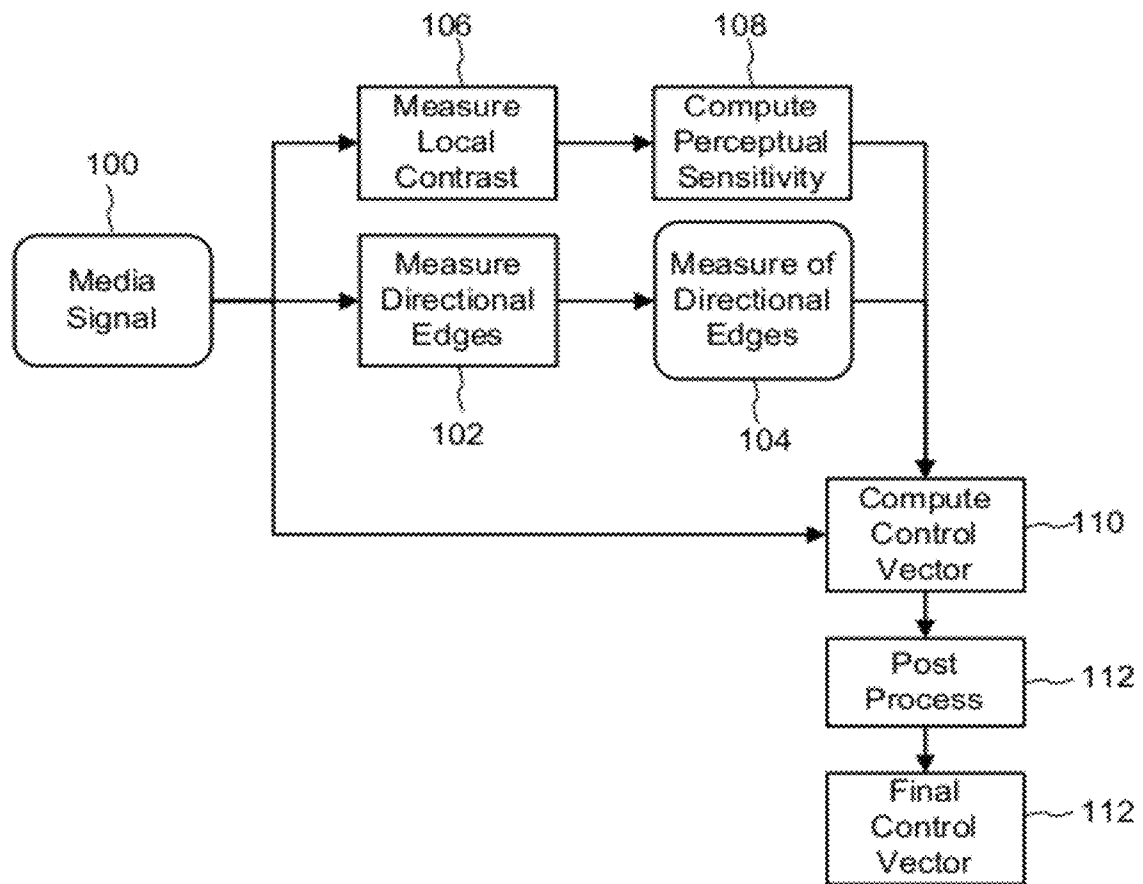 106
108
Measure
Local
Contrast
Compute
Perceptual
Sensitivity
100
Media
Signal
Measure
Directional
Edges
Measure of
Directional
Edges
102
104
Compute
Control
Vector
110
Post
Process
112
Final
Control
Vector
112